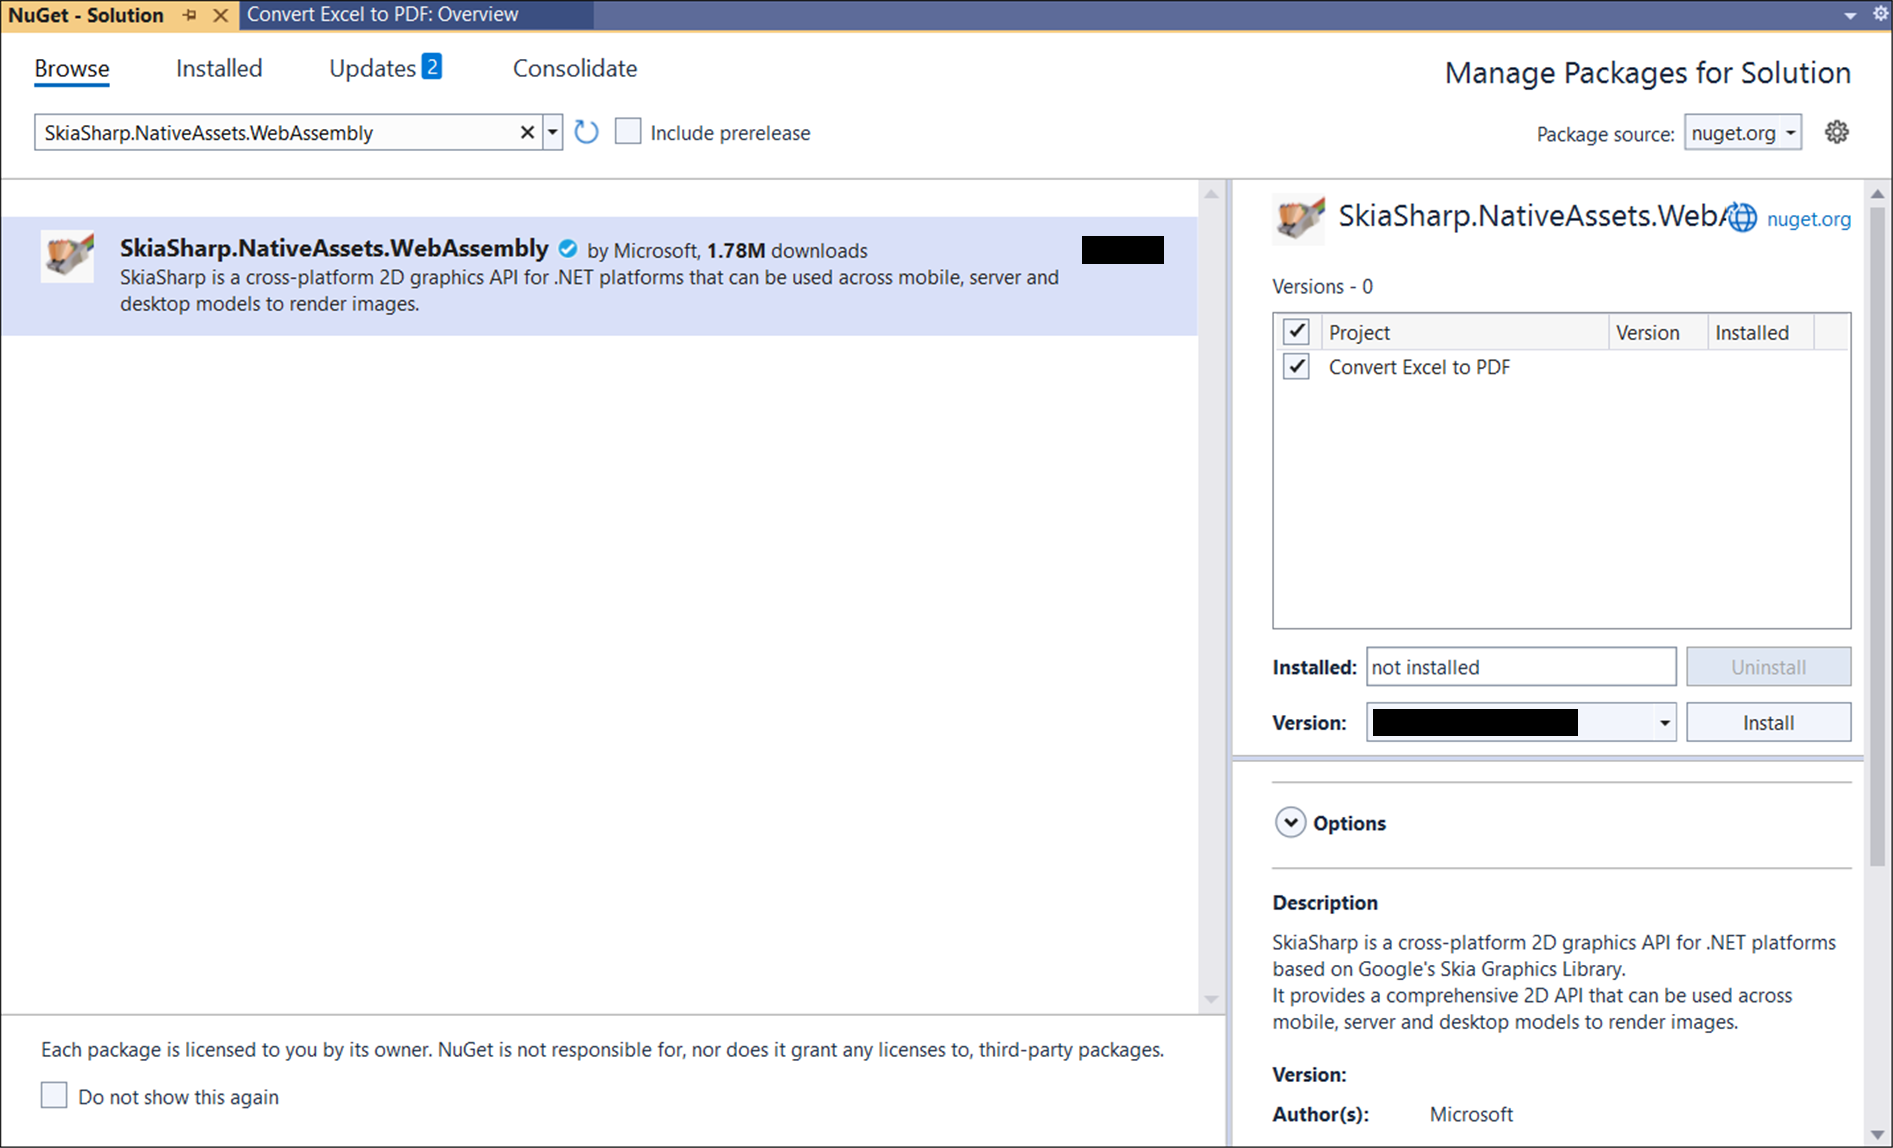 NuGet - Solution
Convert Excel to PDF: Overview
Browse
Installed
Updates 2
Consolidate
Manage Packages for Solution
SkiaSharp.NativeAssets.WebAssembly
Include prerelease
Package source: nuget.org
SkiaSharp.NativeAssets.WebAssembly by Microsoft, 1.78M downloads
SkiaSharp is a cross-platform 2D graphics API for .NET platforms that can be used across mobile, server and
desktop models to render images.
SkiaSharp.NativeAssets.WebA nuget.org
Versions - 0
Project Version Installed
Convert Excel to PDF
Installed: not installed Uninstall
Version: Install
Options
Description
SkiaSharp is a cross-platform 2D graphics API for .NET platforms
based on Google's Skia Graphics Library.
It provides a comprehensive 2D API that can be used across
mobile, server and desktop models to render images.
Version:
Author(s): Microsoft
Each package is licensed to you by its owner. NuGet is not responsible for, nor does it grant any licenses to, third-party packages.
Do not show this again